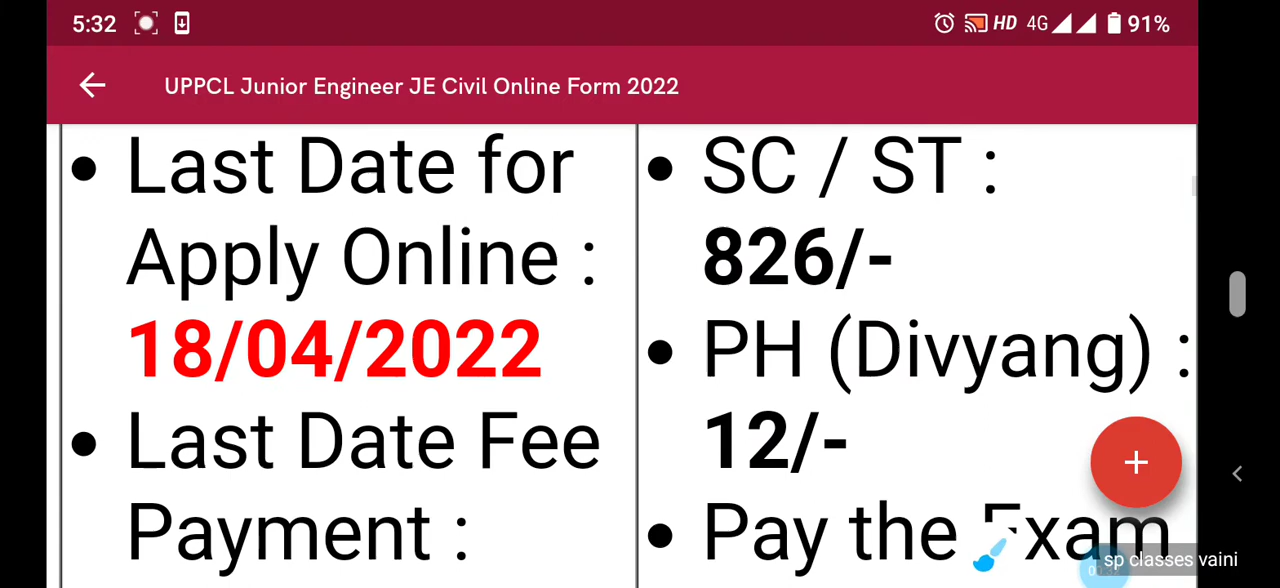 5:32 HD 4G 91%
UPPCL Junior Engineer JE Civil Online Form 2022
Last Date for
Apply Online :
18/04/2022
Last Date Fee
Payment :
SC / ST :
826/-
PH (Divyang) :
12/-
Pay the Exam
sp classes vaini